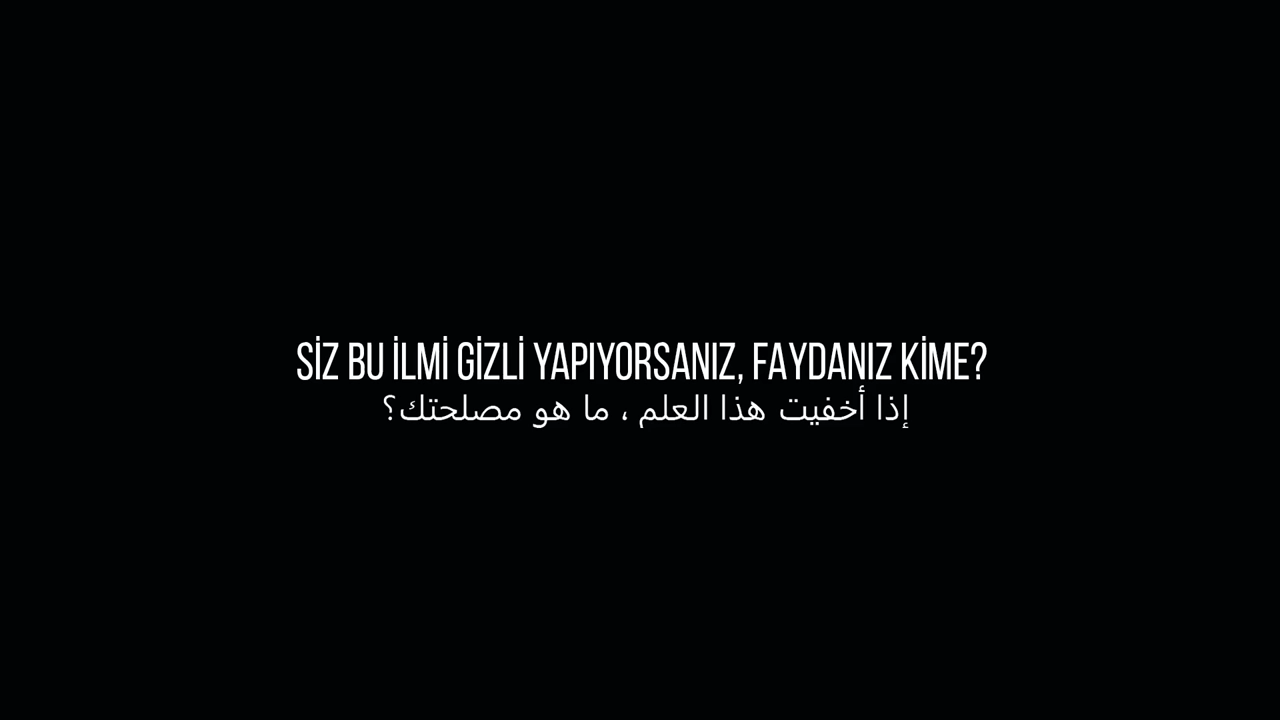 SİZ BU İLMİ GİZLİ YAPIYORSANIZ, FAYDANIZ KİME?
إذا أخفيت هذا العلم ، ما هو مصلحتك؟